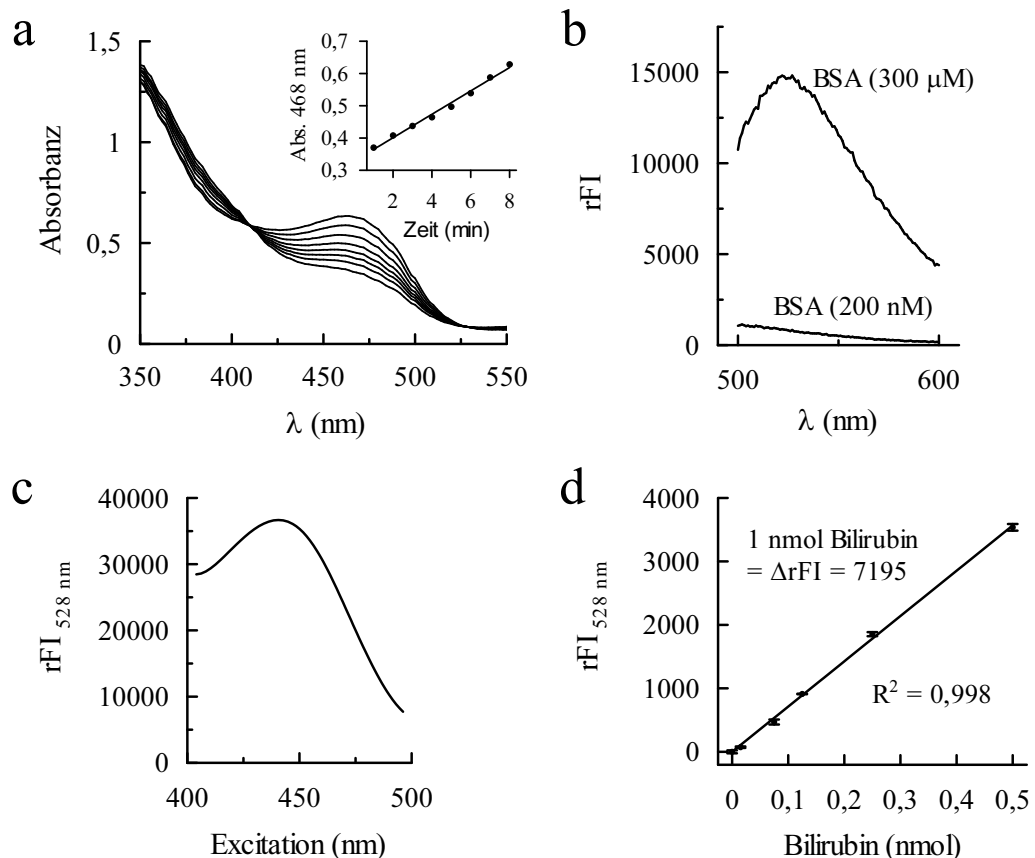 a
Absorbanz
1,5
1
0,5
0
350
400
450
500
550
λ (nm)
Abs. 468 nm
0,7
0,6
0,5
0,4
0,3
2
4
6
8
Zeit (min)
b
rFI
15000
10000
5000
0
BSA (300 μM)
BSA (200 nM)
500
600
λ (nm)
c
rFI 528 nm
40000
30000
20000
10000
0
400
450
500
Excitation (nm)
d
rFI 528 nm
4000
3000
2000
1000
0
1 nmol Bilirubin
= ΔrFI = 7195
R² = 0,998
0
0,1
0,2
0,3
0,4
0,5
Bilirubin (nmol)